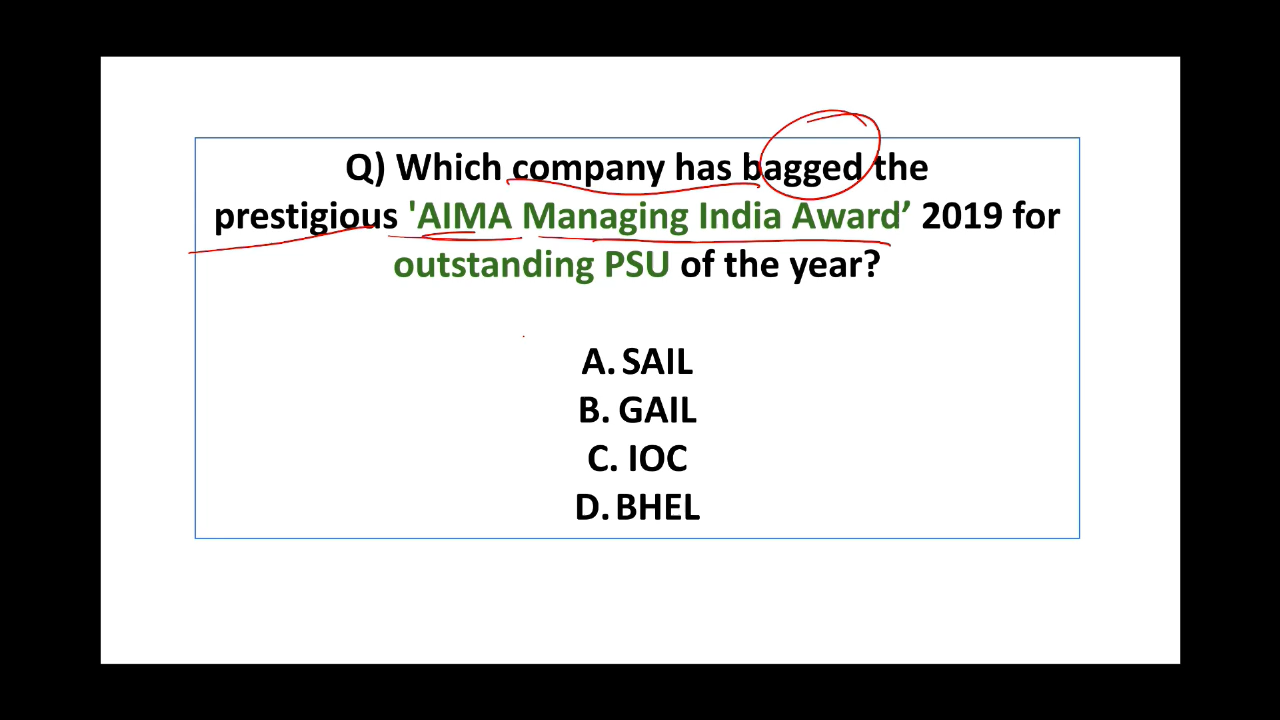 Q) Which company has bagged the
prestigious 'AIMA Managing India Award’ 2019 for
outstanding PSU of the year?
A. SAIL
B. GAIL
C. IOC
D. BHEL